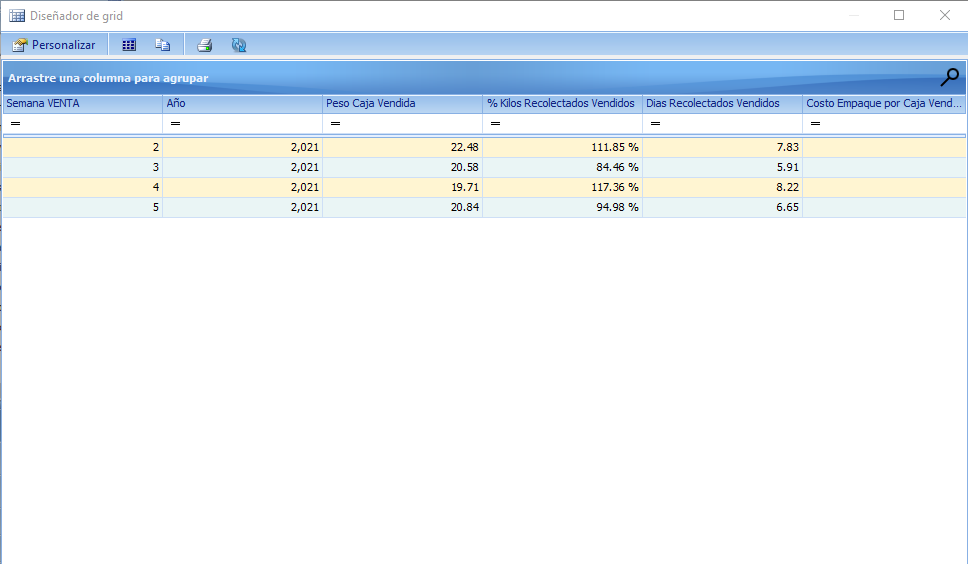 Diseñador de grid
Personalizar
Arrastre una columna para agrupar
Semana VENTA Año Peso Caja Vendida % Kilos Recolectados Vendidos Dias Recolectados Vendidos Costo Empaque por Caja Vend...
= = = = = =
2 2,021 22.48 111.85 % 7.83
3 2,021 20.58 84.46 % 5.91
4 2,021 19.71 117.36 % 8.22
5 2,021 20.84 94.98 % 6.65